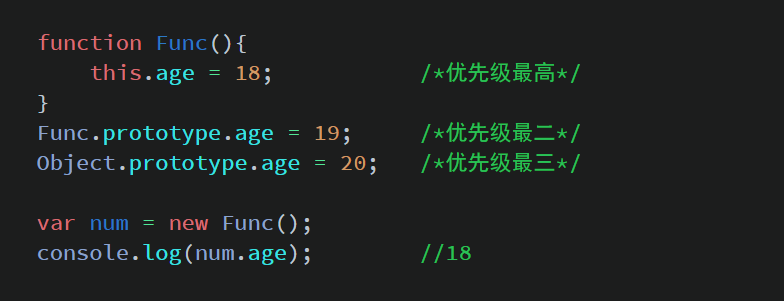 function Func(){
    this.age = 18;           /*优先级最高*/
}
Func.prototype.age = 19;     /*优先级最二*/
Object.prototype.age = 20;   /*优先级最三*/
var num = new Func();
console.log(num.age);        //18